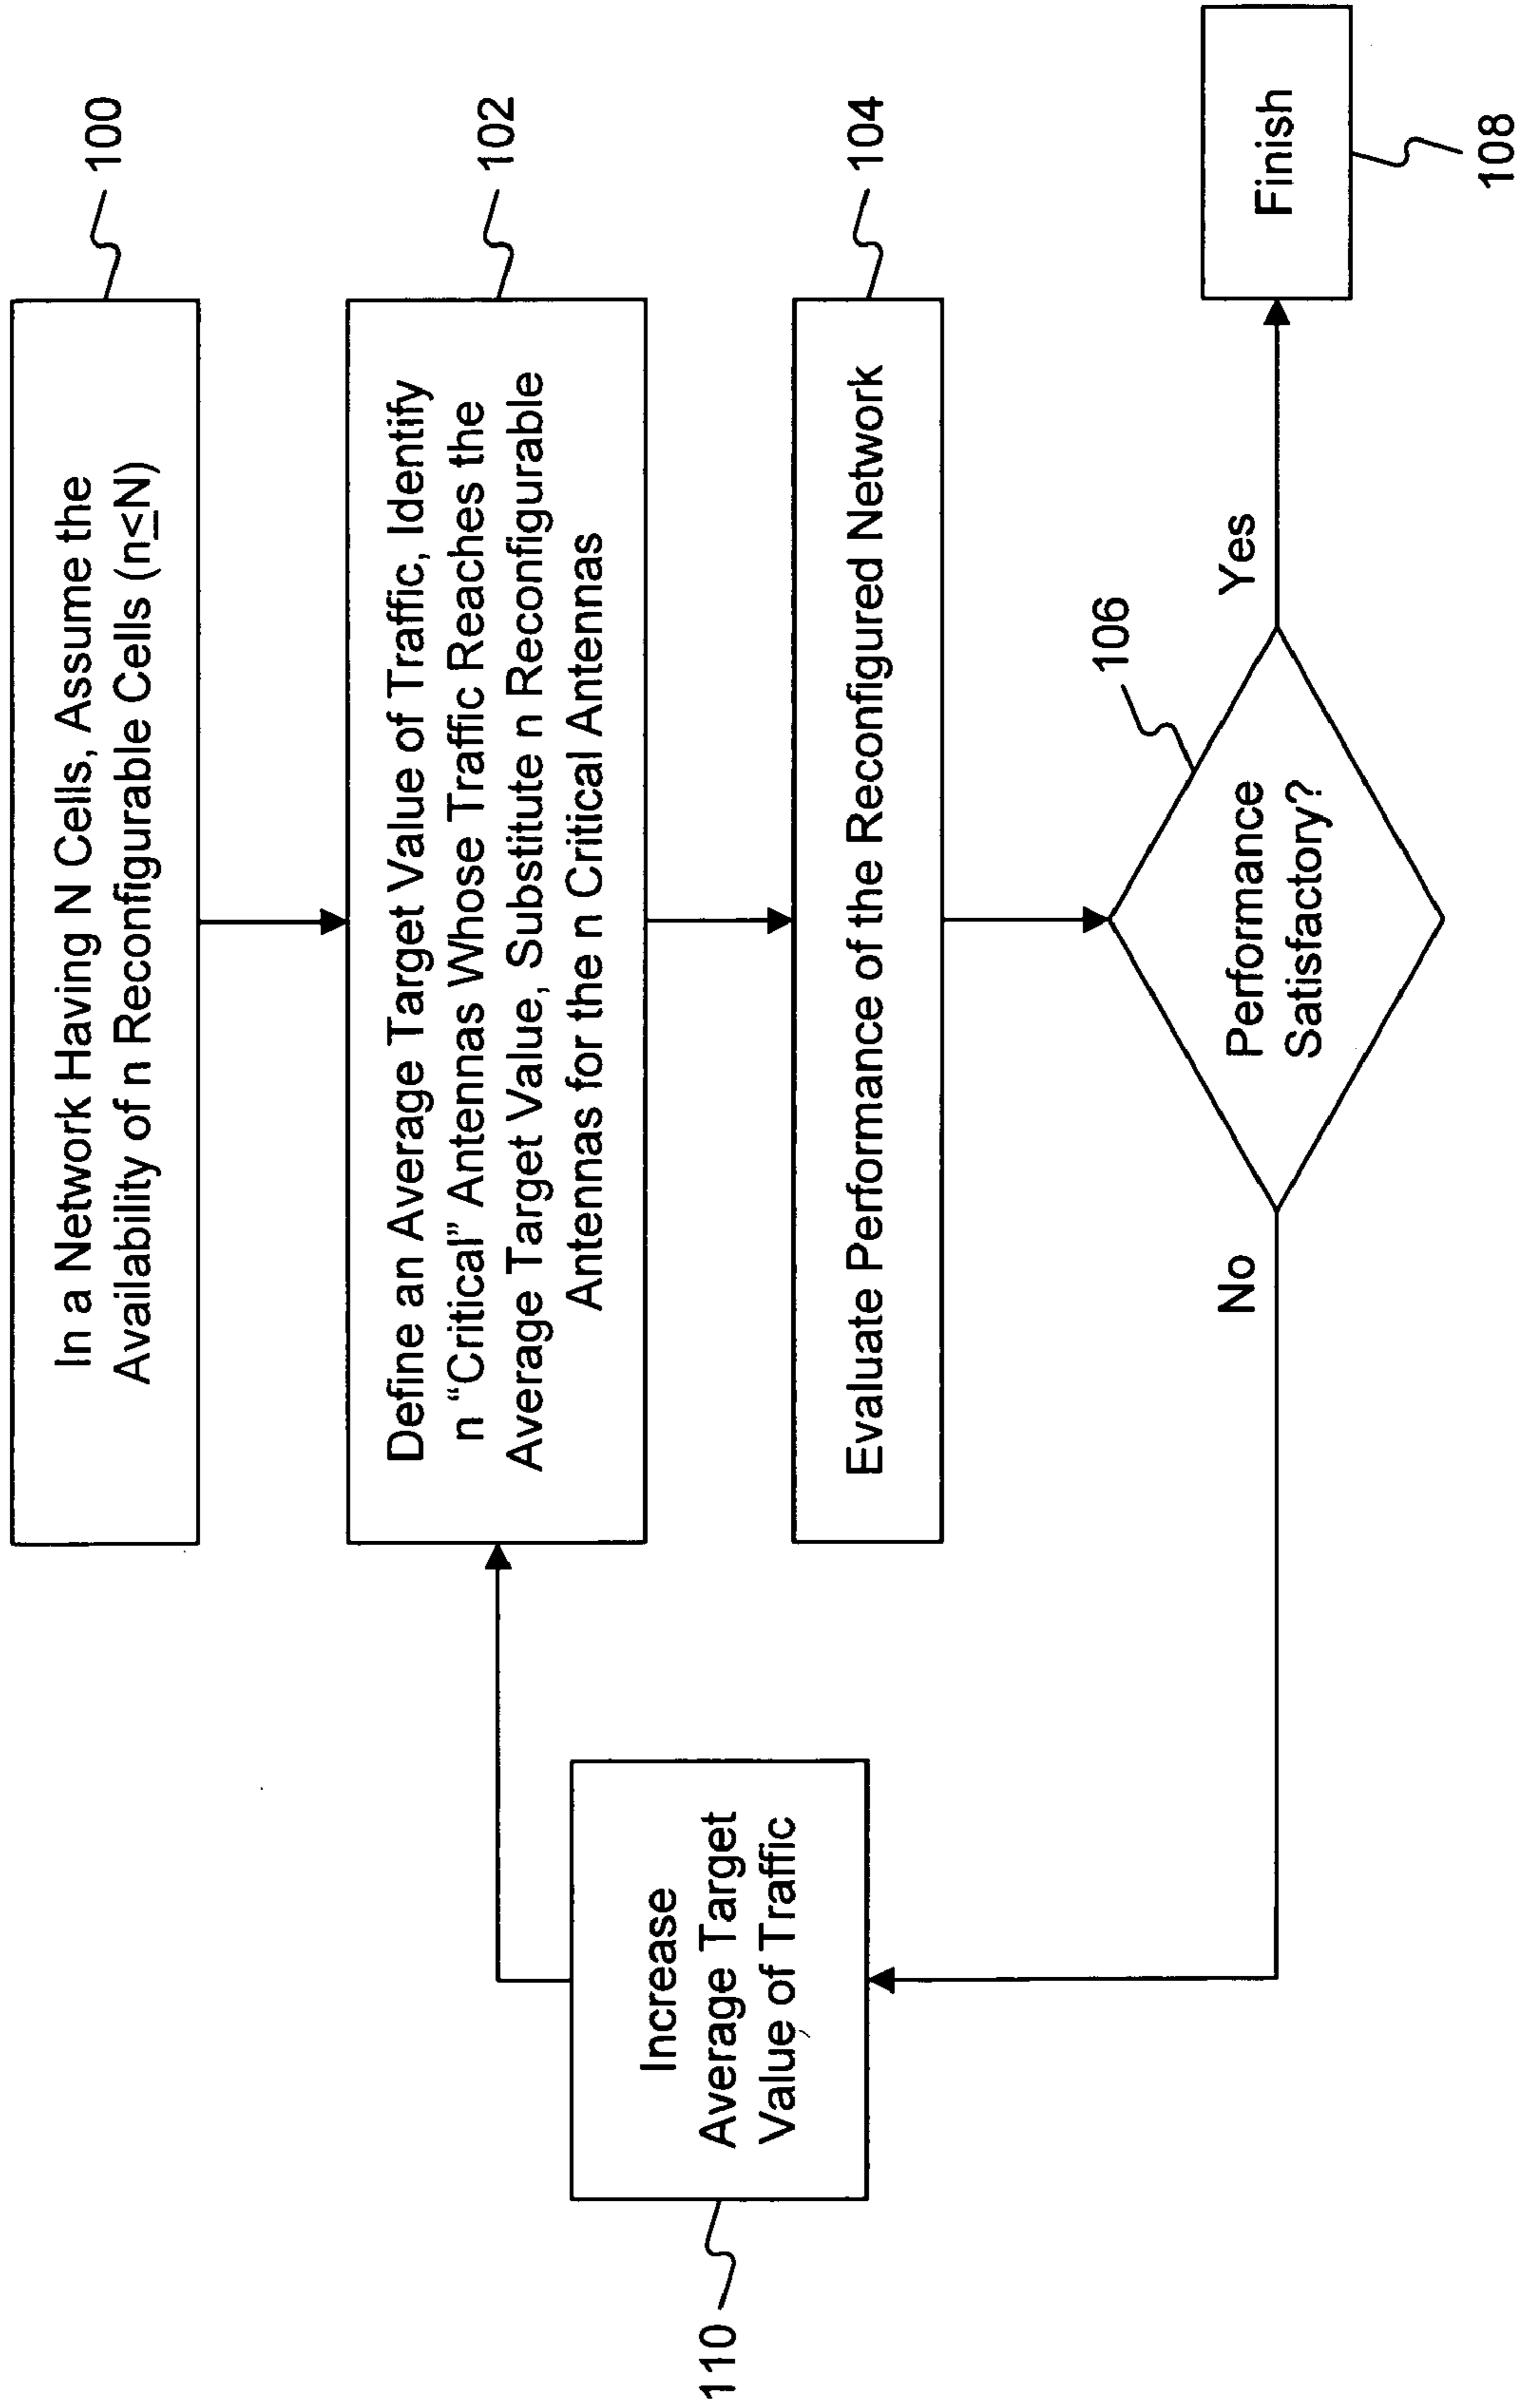 In a Network Having N Cells, Assume the
Availability of n Reconfigurable Cells (n≤N)
100
Define an Average Target Value of Traffic, Identify
n “Critical” Antennas Whose Traffic Reaches the
Average Target Value, Substitute n Reconfigurable
Antennas for the n Critical Antennas
102
Evaluate Performance of the Reconfigured Network
104
106
Performance
Satisfactory?
Yes
Finish
108
No
Increase
Average Target
Value of Traffic
110